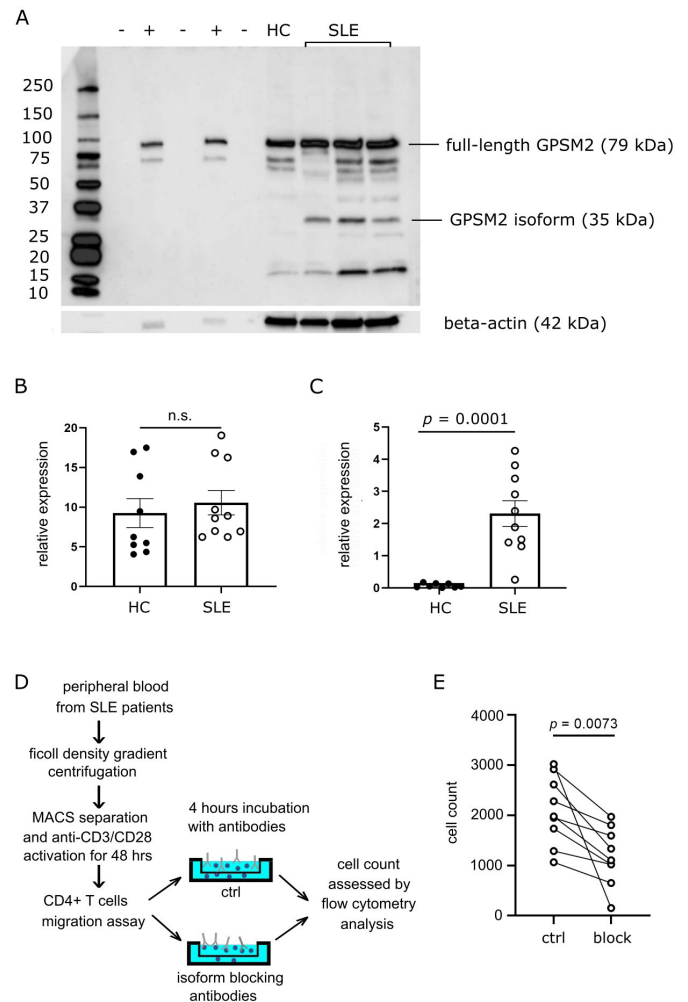 A
- + - + - HC SLE
250
150
100
75
50
37
25
20
15
10
full-length GPSM2 (79 kDa)
GPSM2 isoform (35 kDa)
beta-actin (42 kDa)
B
n.s.
relative expression
20
15
10
5
0
HC SLE
C
p = 0.0001
relative expression
5
4
3
2
1
0
HC SLE
D
peripheral blood
from SLE patients
ficoll density gradient
centrifugation
MACS separation
and anti-CD3/CD28
activation for 48 hrs
CD4+ T cells
migration assay
4 hours incubation
with antibodies
ctrl
isoform blocking
antibodies
cell count
assessed by
flow cytometry
analysis
E
p = 0.0073
cell count
4000
3000
2000
1000
0
ctrl block